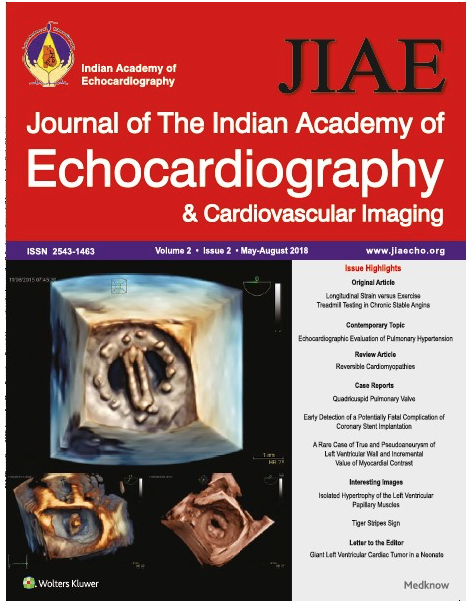 Indian Academy of
Echocardiography
JIAE
Journal of The Indian Academy of
Echocardiography
& Cardiovascular Imaging
ISSN 2543-1463
Volume 2 • Issue 2 • May-August 2018
www.jiaecho.org
Issue Highlights
Original Article
Longitudinal Strain versus Exercise
Treadmill Testing in Chronic Stable Angina
Contemporary Topic
Echocardiographic Evaluation of Pulmonary Hypertension
Review Article
Reversible Cardiomyopathies
Case Reports
Quadricuspid Pulmonary Valve
Early Detection of a Potentially Fatal Complication of
Coronary Stent Implantation
A Rare Case of True and Pseudoaneurysm of
Left Ventricular Wall and Incremental
Value of Myocardial Contrast
Interesting Images
Isolated Hypertrophy of the Left Ventricular
Papillary Muscles
Tiger Stripes Sign
Letter to the Editor
Giant Left Ventricular Cardiac Tumor in a Neonate
Wolters Kluwer
Medknow